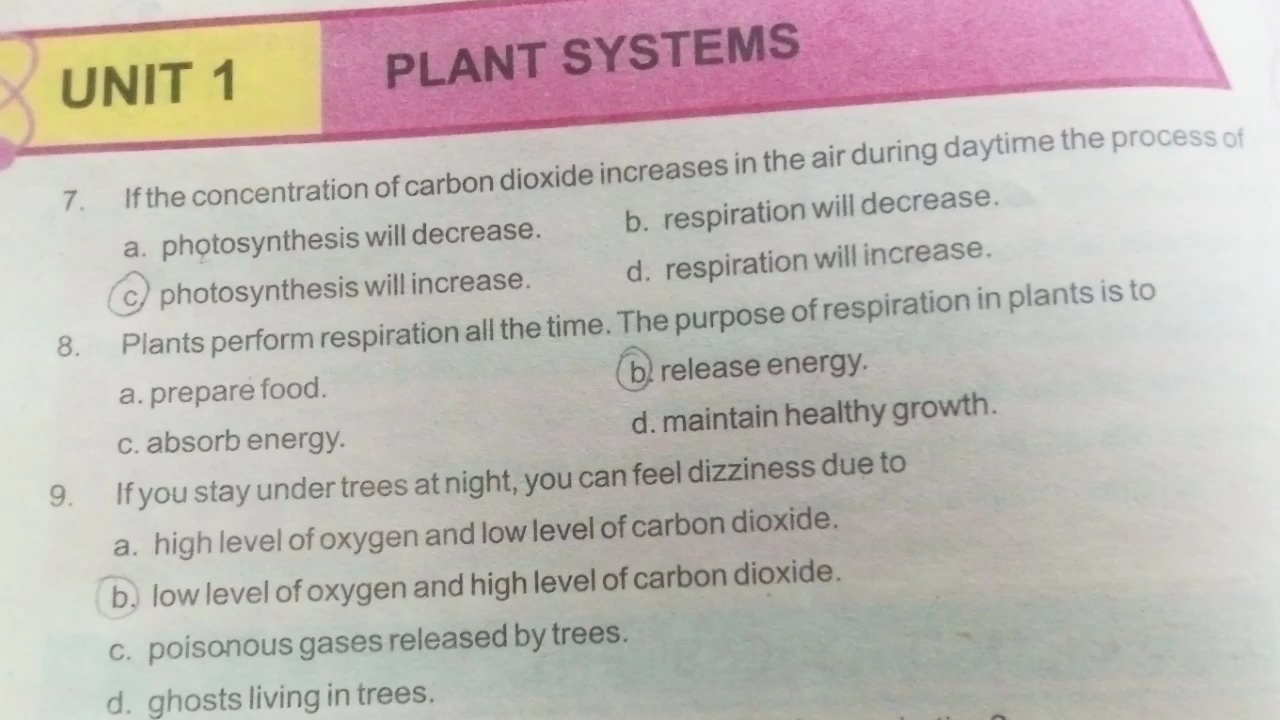 UNIT 1 PLANT SYSTEMS
7. If the concentration of carbon dioxide increases in the air during daytime the process of
a. photosynthesis will decrease. b. respiration will decrease.
c. photosynthesis will increase. d. respiration will increase.
8. Plants perform respiration all the time. The purpose of respiration in plants is to
a. prepare food. b. release energy.
c. absorb energy. d. maintain healthy growth.
9. If you stay under trees at night, you can feel dizziness due to
a. high level of oxygen and low level of carbon dioxide.
b. low level of oxygen and high level of carbon dioxide.
c. poisonous gases released by trees.
d. ghosts living in trees.